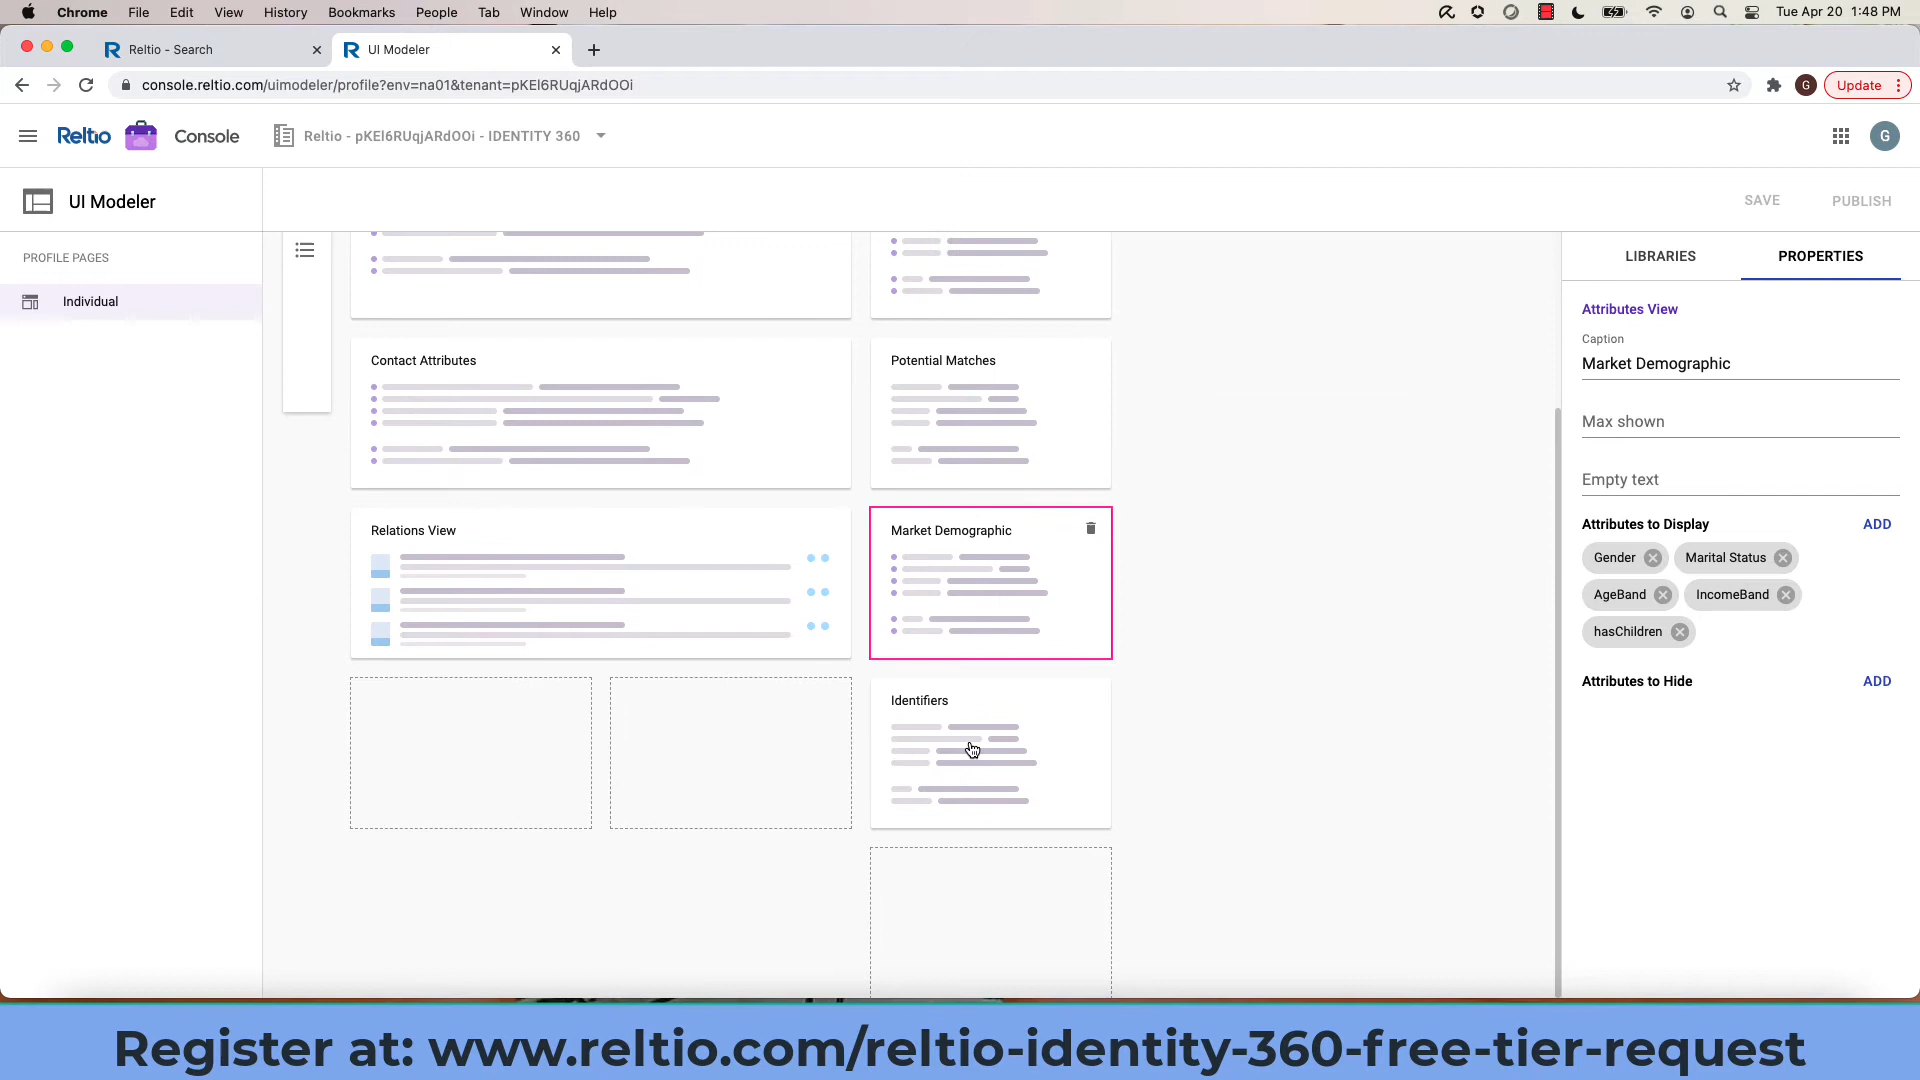 Chrome File Edit View History Bookmarks People Tab Window Help Tue Apr 20 1:48 PM
Reltio - Search UI Modeler
console.reltio.com/uimodeler/profile?env=na01&tenant=pKEl6RUqjARdOOi G Update
Reltio Console Reltio - pKEl6RUqjARdOOi - IDENTITY 360 G
UI Modeler SAVE PUBLISH
PROFILE PAGES LIBRARIES PROPERTIES
Individual
Attributes View
Caption
Contact Attributes Potential Matches Market Demographic
Max shown
Empty text
Relations View Market Demographic Attributes to Display ADD
Gender Marital Status
AgeBand IncomeBand
hasChildren
Identifiers Attributes to Hide ADD
Register at: www.reltio.com/reltio-identity-360-free-tier-request